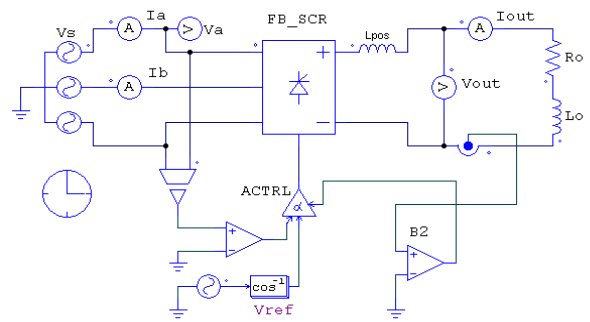 FB_SCR
Ia
Va
Lpos
Iout
Vs
A
V
A
+
Ro
Ib
A
V
Vout
−
Lo
ACTRL
α
B2
+
−
+
−
cos-1
Vref